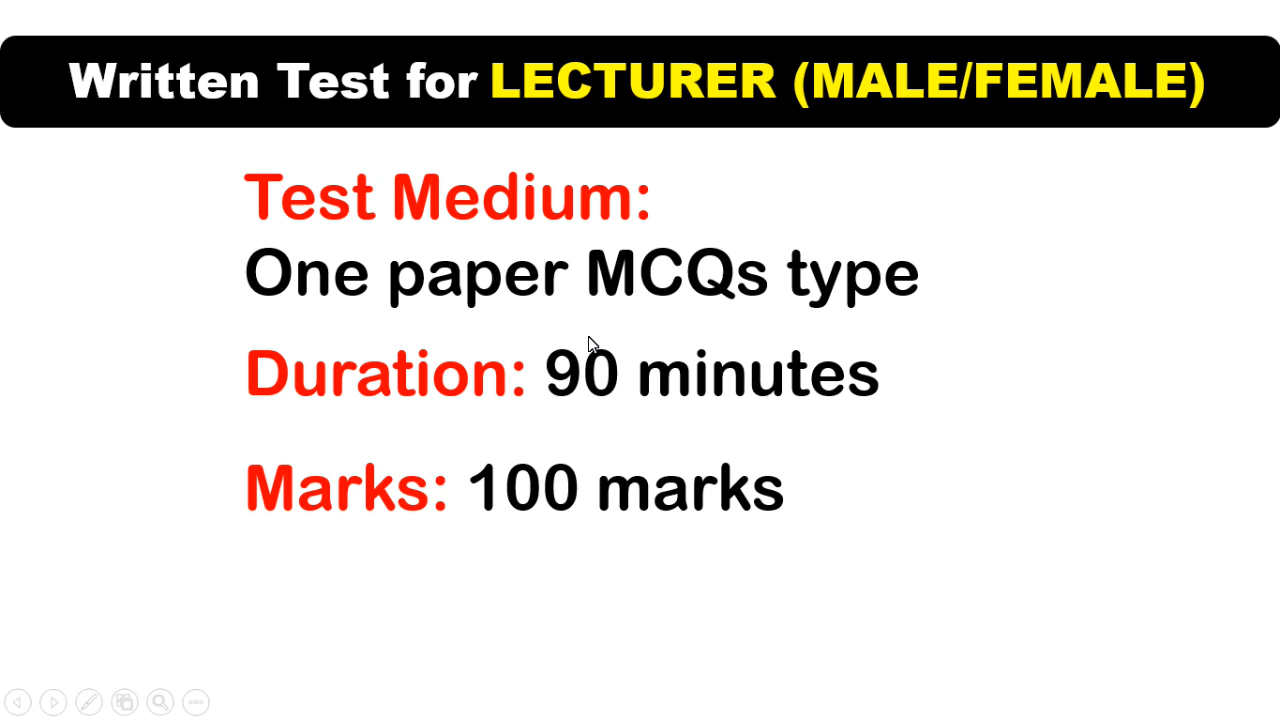 Written Test for LECTURER (MALE/FEMALE)
Test Medium:
One paper MCQs type
Duration: 90 minutes
Marks: 100 marks